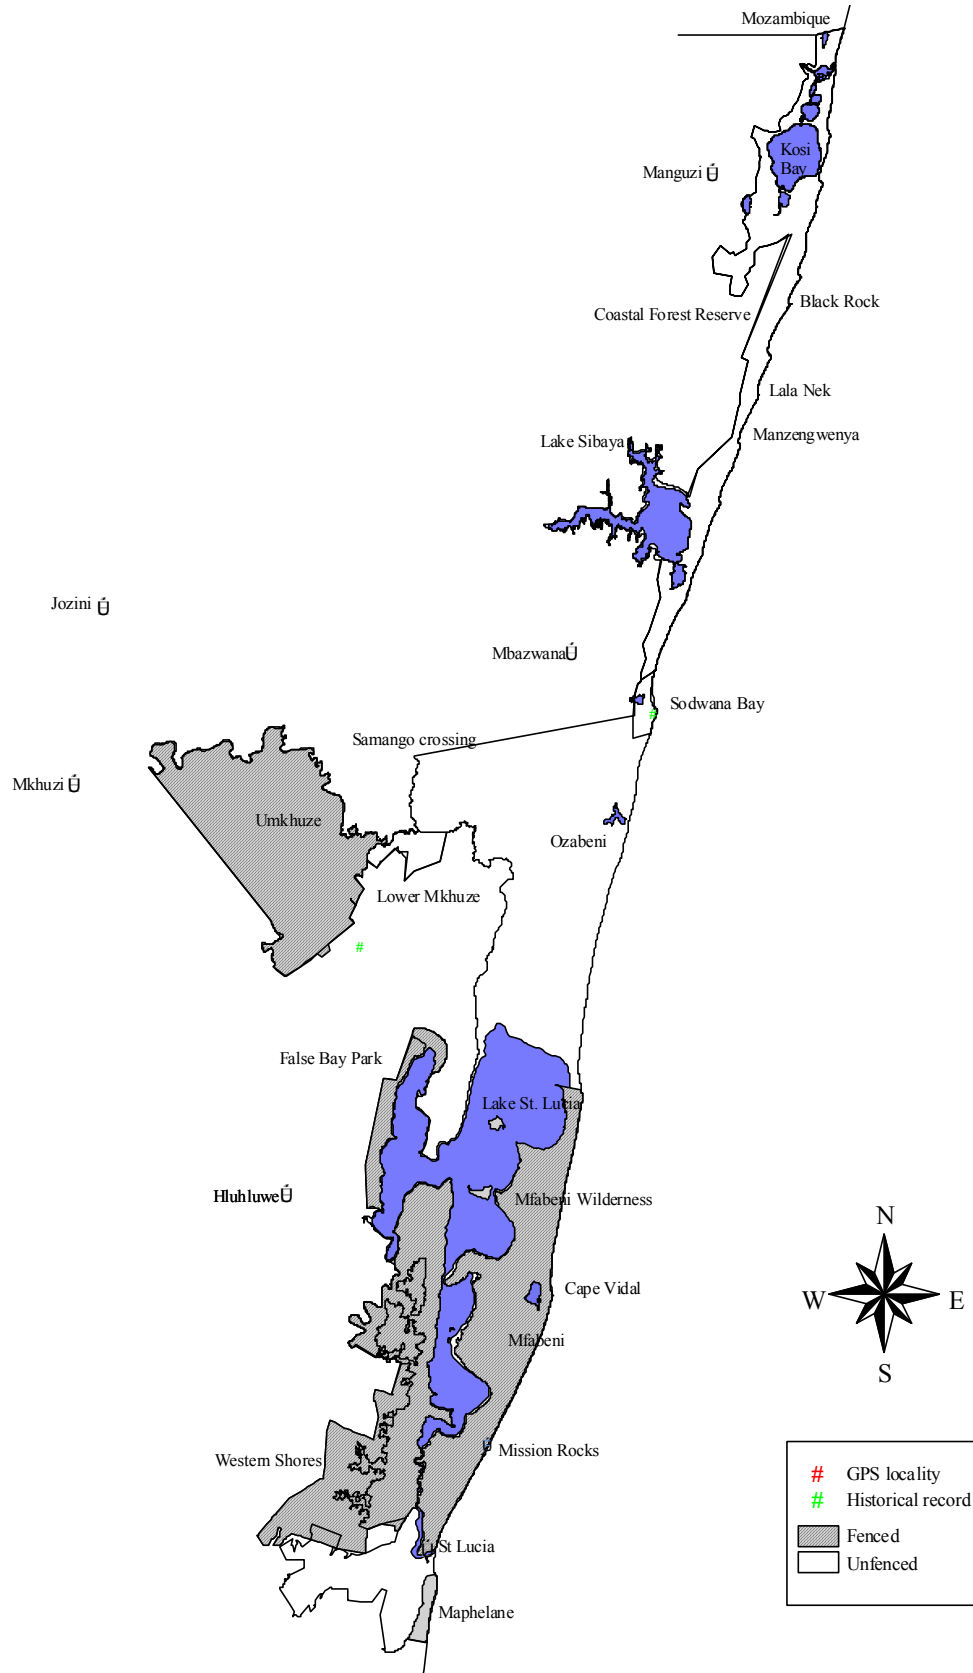 Mozambique
Kosi
Bay
Manguzi
Black Rock
Coastal Forest Reserve
Lala Nek
Manzengwenya
Lake Sibaya
Jozini
Mbazwana
Sodwana Bay
#
Samango crossing
Mkhuzi
Umkhuze
Ozabeni
Lower Mkhuze
#
False Bay Park
Lake St. Lucia
Hluhluwe
Mfabeni Wilderness
N
Cape Vidal
W
E
Mfabeni
S
Western Shores
Mission Rocks
# GPS locality
# Historical record
Fenced
St Lucia
Unfenced
Maphelane